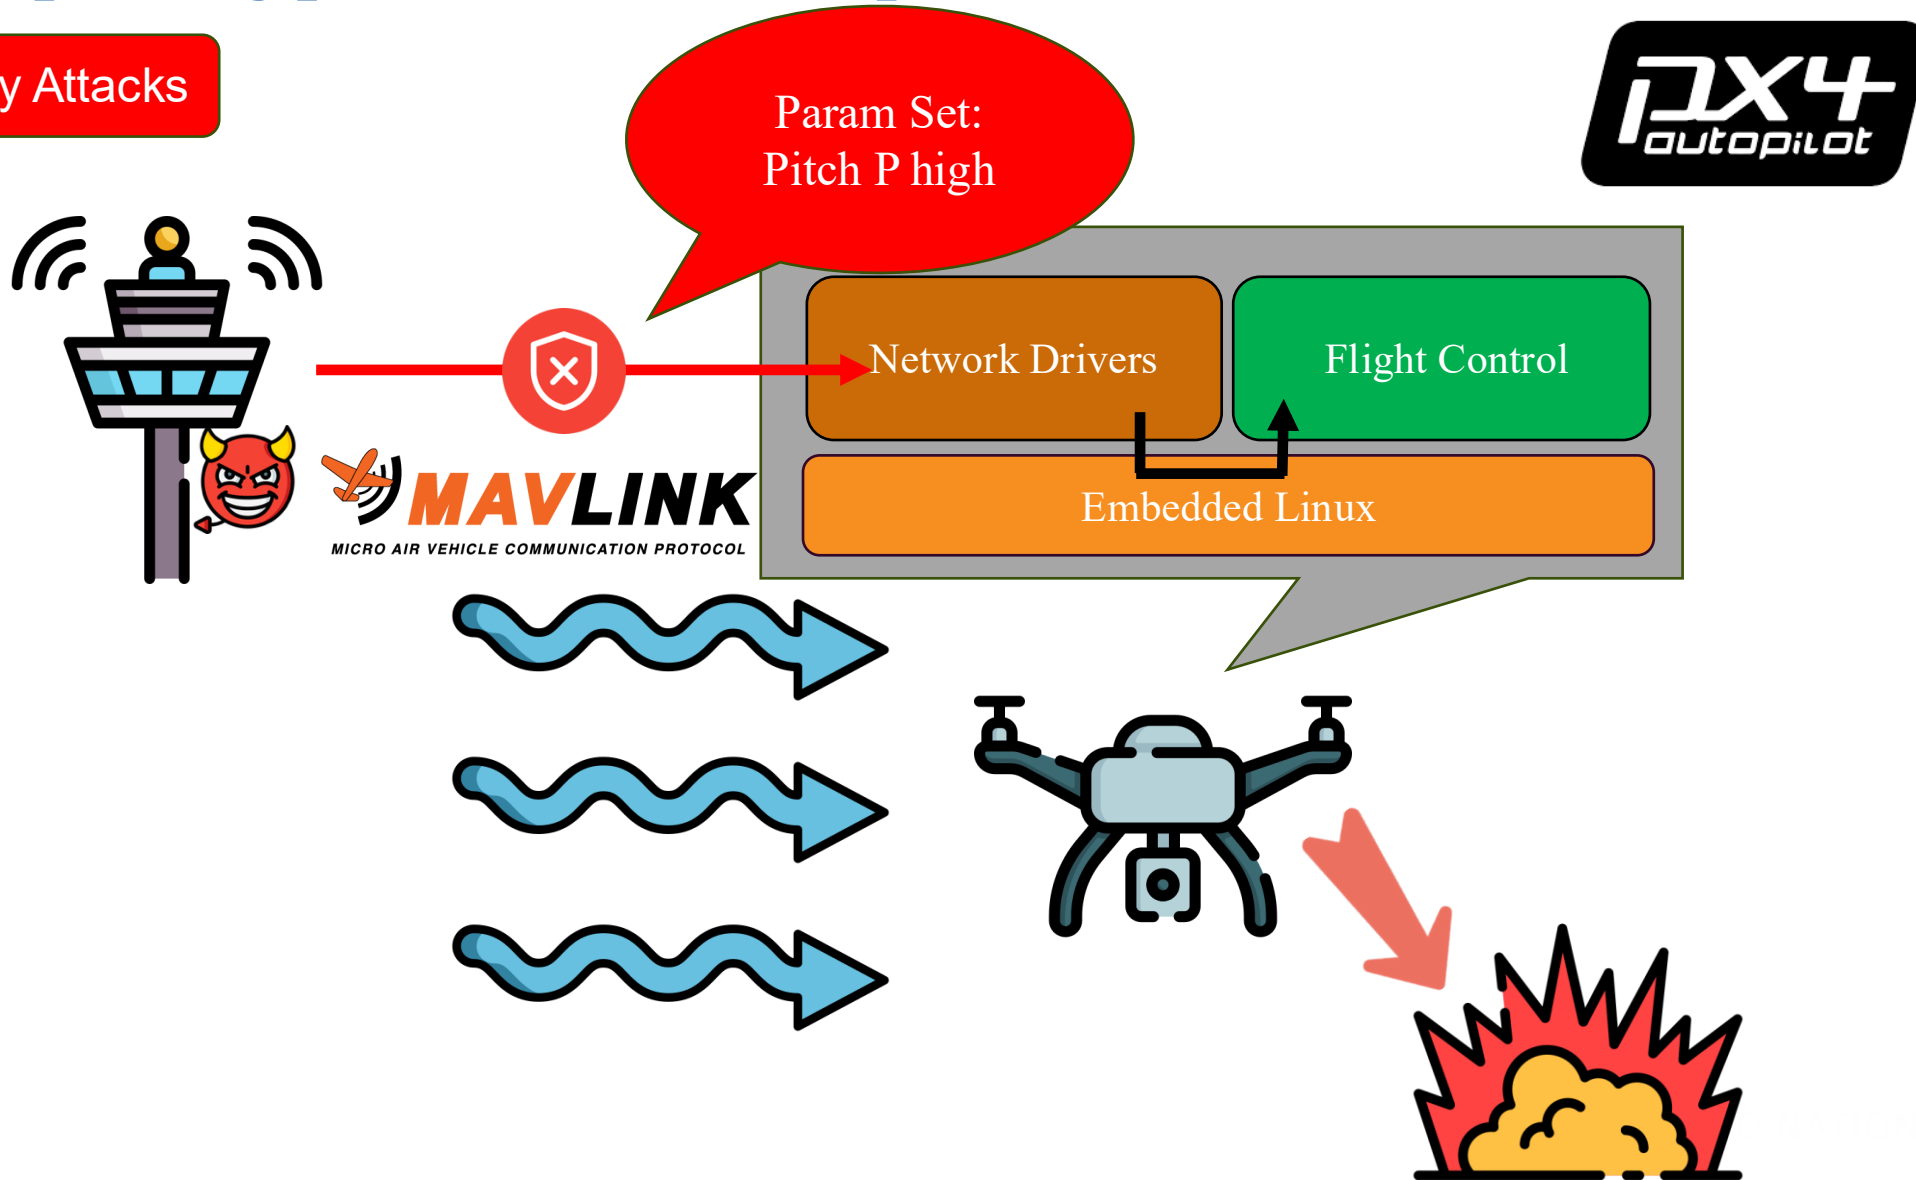 y Attacks
Param Set:
Pitch P high
PX4
autopilot
Network Drivers
Flight Control
MAVLINK
MICRO AIR VEHICLE COMMUNICATION PROTOCOL
Embedded Linux